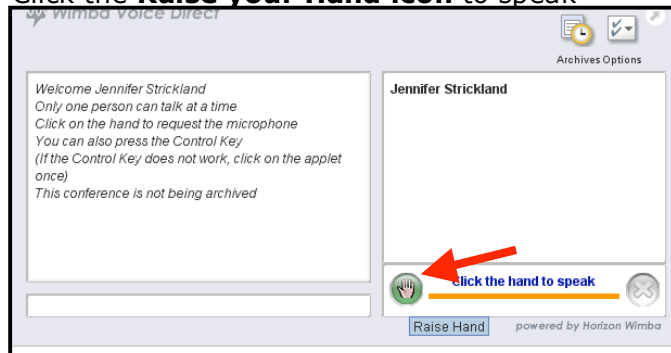 Click the Raise your Hand icon to speak
Wimba Voice Direct
Archives Options
Welcome Jennifer Strickland
Only one person can talk at a time
Click on the hand to request the microphone
You can also press the Control Key
(If the Control Key does not work, click on the applet
once)
This conference is not being archived
Jennifer Strickland
Click the hand to speak
Raise Hand
powered by Horizon Wimba